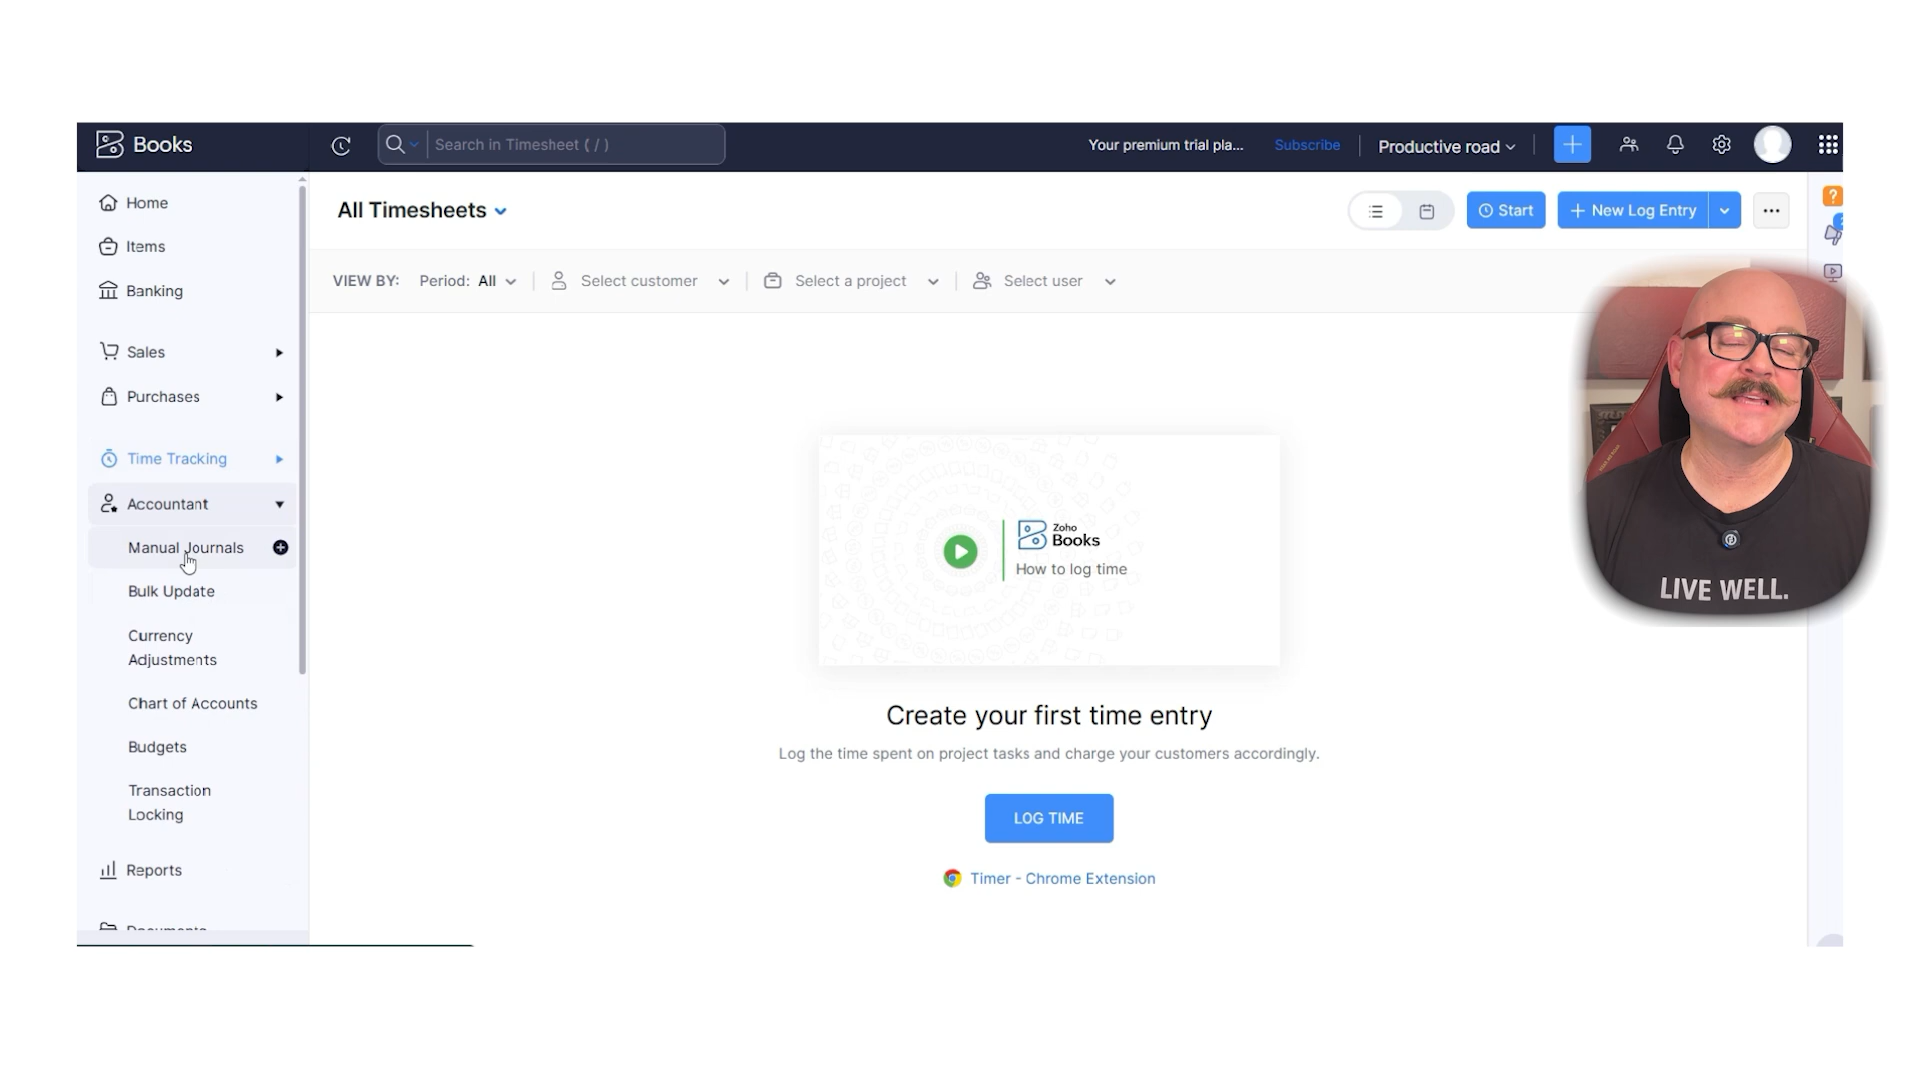 Books
Search in Timesheet ( / )
Your premium trial pla...
Subscribe
Productive road
Home
Items
Banking
Sales
Purchases
Time Tracking
Accountant
Manual Journals
Bulk Update
Currency
Adjustments
Chart of Accounts
Budgets
Transaction
Locking
Reports
Documents
All Timesheets
Start
+ New Log Entry
VIEW BY:
Period: All
Select customer
Select a project
Select user
?
Zoho
Books
How to log time
Create your first time entry
Log the time spent on project tasks and charge your customers accordingly.
LOG TIME
Timer - Chrome Extension
LIVE WELL.